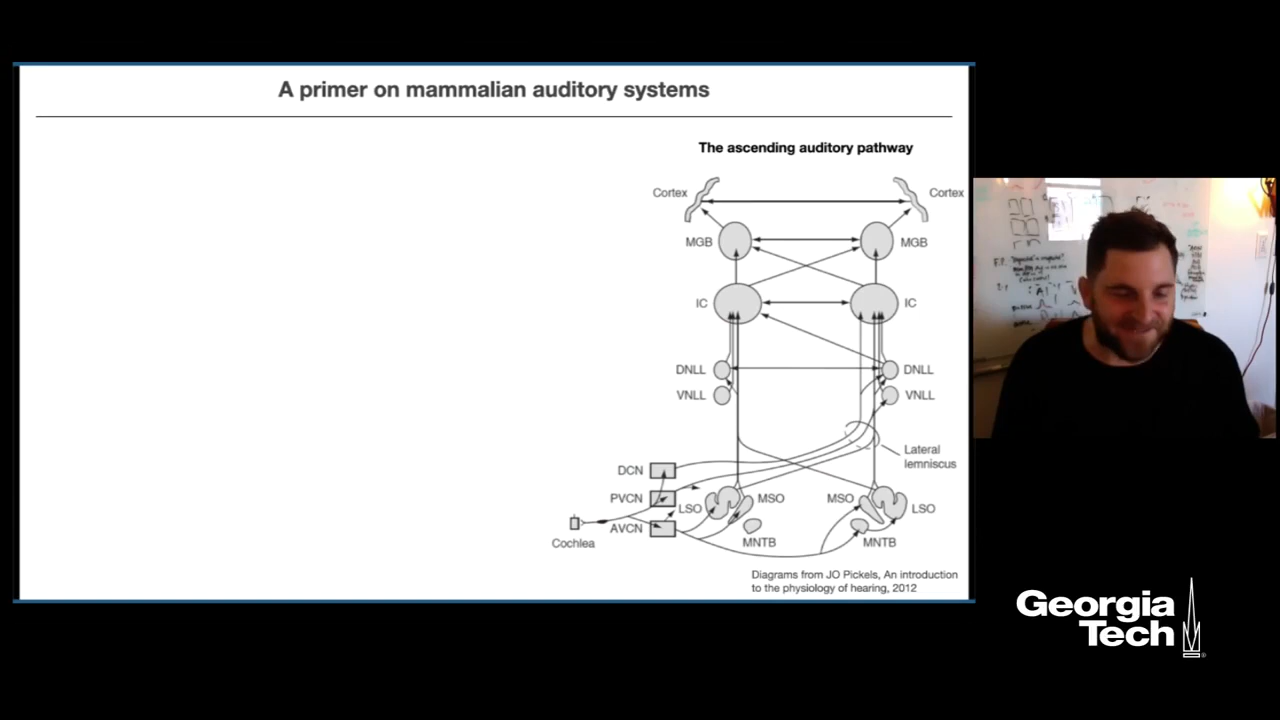 A primer on mammalian auditory systems
The ascending auditory pathway
Cortex
Cortex
MGB
MGB
IC
IC
DNLL
DNLL
VNLL
VNLL
Lateral
lemniscus
DCN
PVCN
LSO
MSO
MSO
LSO
AVCN
Cochlea
MNTB
MNTB
Diagrams from JO Pickels, An introduction
to the physiology of hearing, 2012
Georgia
Tech